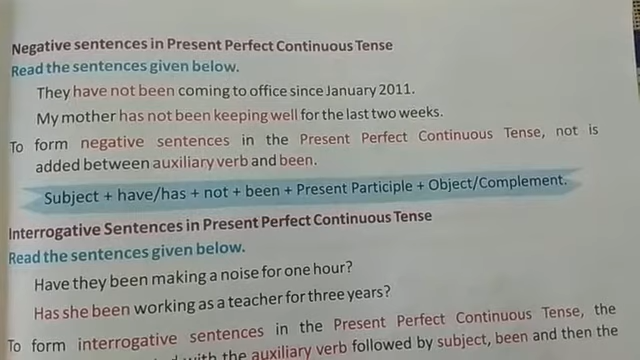 Negative sentences in Present Perfect Continuous Tense
Read the sentences given below.
They have not been coming to office since January 2011.
My mother has not been keeping well for the last two weeks.
To form negative sentences in the Present Perfect Continuous Tense, not is
added between auxiliary verb and been.
Subject + have/has + not + been + Present Participle + Object/Complement.
Interrogative Sentences in Present Perfect Continuous Tense
Read the sentences given below.
Have they been making a noise for one hour?
Has she been working as a teacher for three years?
To form interrogative sentences in the Present Perfect Continuous Tense, the
with the auxiliary verb followed by subject, been and then the